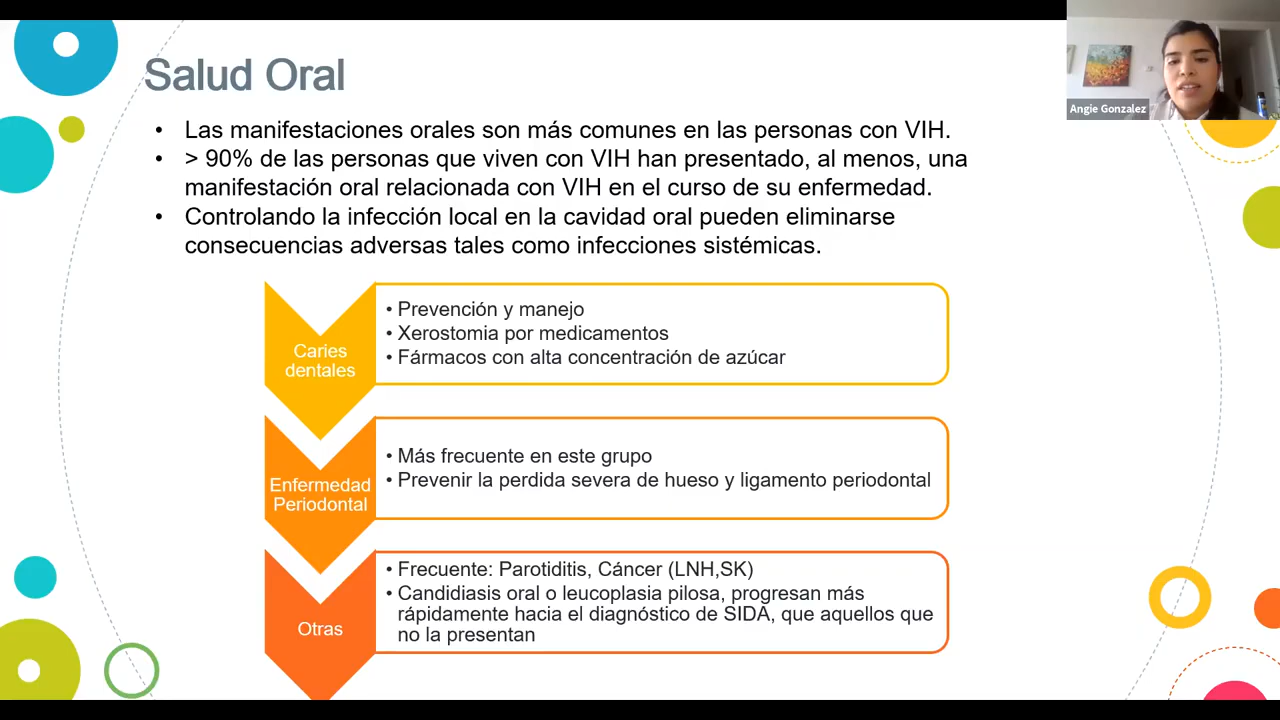 Salud Oral
Angie Gonzalez
• Las manifestaciones orales son más comunes en las personas con VIH.
• > 90% de las personas que viven con VIH han presentado, al menos, una
manifestación oral relacionada con VIH en el curso de su enfermedad.
• Controlando la infección local en la cavidad oral pueden eliminarse
consecuencias adversas tales como infecciones sistémicas.
Caries
dentales
• Prevención y manejo
• Xerostomia por medicamentos
• Fármacos con alta concentración de azúcar
Enfermedad
Periodontal
• Más frecuente en este grupo
• Prevenir la perdida severa de hueso y ligamento periodontal
Otras
• Frecuente: Parotiditis, Cáncer (LNH,SK)
• Candidiasis oral o leucoplasia pilosa, progresan más
rápidamente hacia el diagnóstico de SIDA, que aquellos que
no la presentan